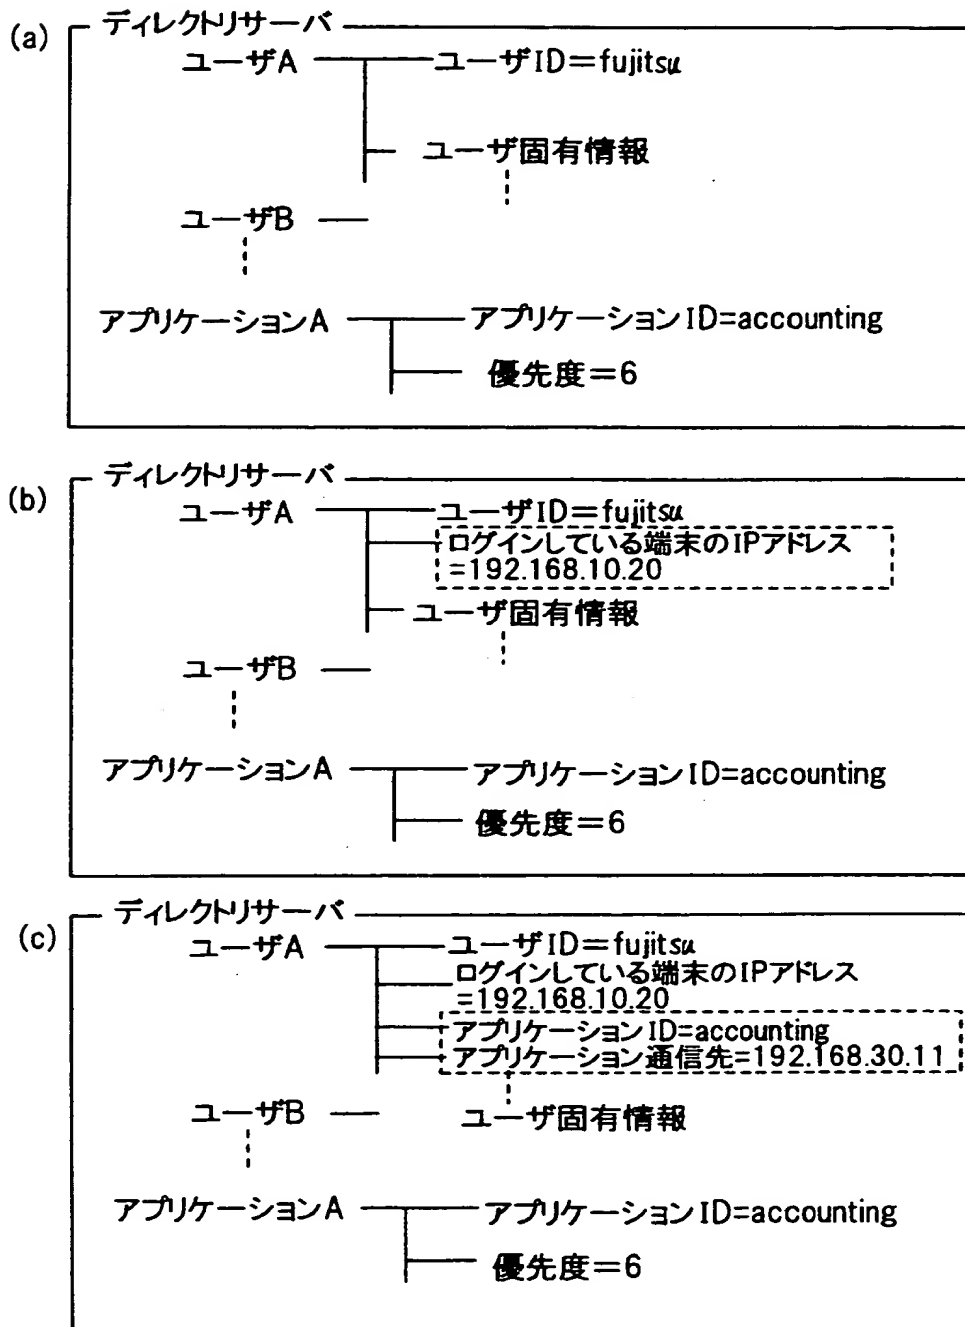 (a)
ディレクトリサーバ
ユーザA
ユーザID=fujitsu
ユーザ固有情報
ユーザB
アプリケーションA
アプリケーションID=accounting
優先度=6
(b)
ディレクトリサーバ
ユーザA
ユーザID=fujitsu
ログインしている端末のIPアドレス
=192.168.10.20
ユーザ固有情報
ユーザB
アプリケーションA
アプリケーションID=accounting
優先度=6
(c)
ディレクトリサーバ
ユーザA
ユーザID=fujitsu
ログインしている端末のIPアドレス
=192.168.10.20
アプリケーションID=accounting
アプリケーション通信先=192.168.30.11
ユーザB
ユーザ固有情報
アプリケーションA
アプリケーションID=accounting
優先度=6